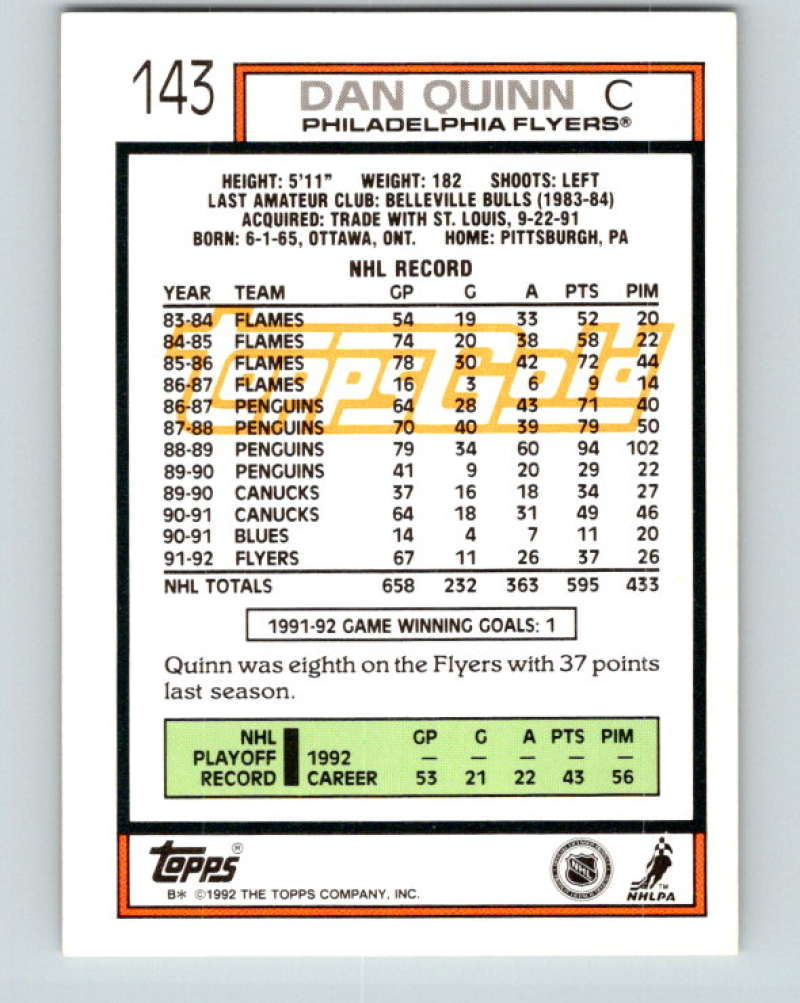 143
DAN QUINN C
PHILADELPHIA FLYERS®
HEIGHT: 5'11" WEIGHT: 182 SHOOTS: LEFT
LAST AMATEUR CLUB: BELLEVILLE BULLS (1983-84)
ACQUIRED: TRADE WITH ST. LOUIS, 9-22-91
BORN: 6-1-65, OTTAWA, ONT. HOME: PITTSBURGH, PA
NHL RECORD
YEAR TEAM GP G A PTS PIM
83-84 FLAMES 54 19 33 52 20
84-85 FLAMES 74 20 38 58 22
85-86 FLAMES 78 30 42 72 44
86-87 FLAMES 16 3 6 9 14
86-87 PENGUINS 64 28 43 71 40
87-88 PENGUINS 70 40 39 79 50
88-89 PENGUINS 79 34 60 94 102
89-90 PENGUINS 41 9 20 29 22
89-90 CANUCKS 37 16 18 34 27
90-91 CANUCKS 64 18 31 49 46
90-91 BLUES 14 4 7 11 20
91-92 FLYERS 67 11 26 37 26
NHL TOTALS 658 232 363 595 433
Topps Gold
1991-92 GAME WINNING GOALS: 1
Quinn was eighth on the Flyers with 37 points
last season.
NHL GP G A PTS PIM
PLAYOFF 1992 — — — — —
RECORD CAREER 53 21 22 43 56
TOPPS®
B* ©1992 THE TOPPS COMPANY, INC.
NHL
TM
NHLPA